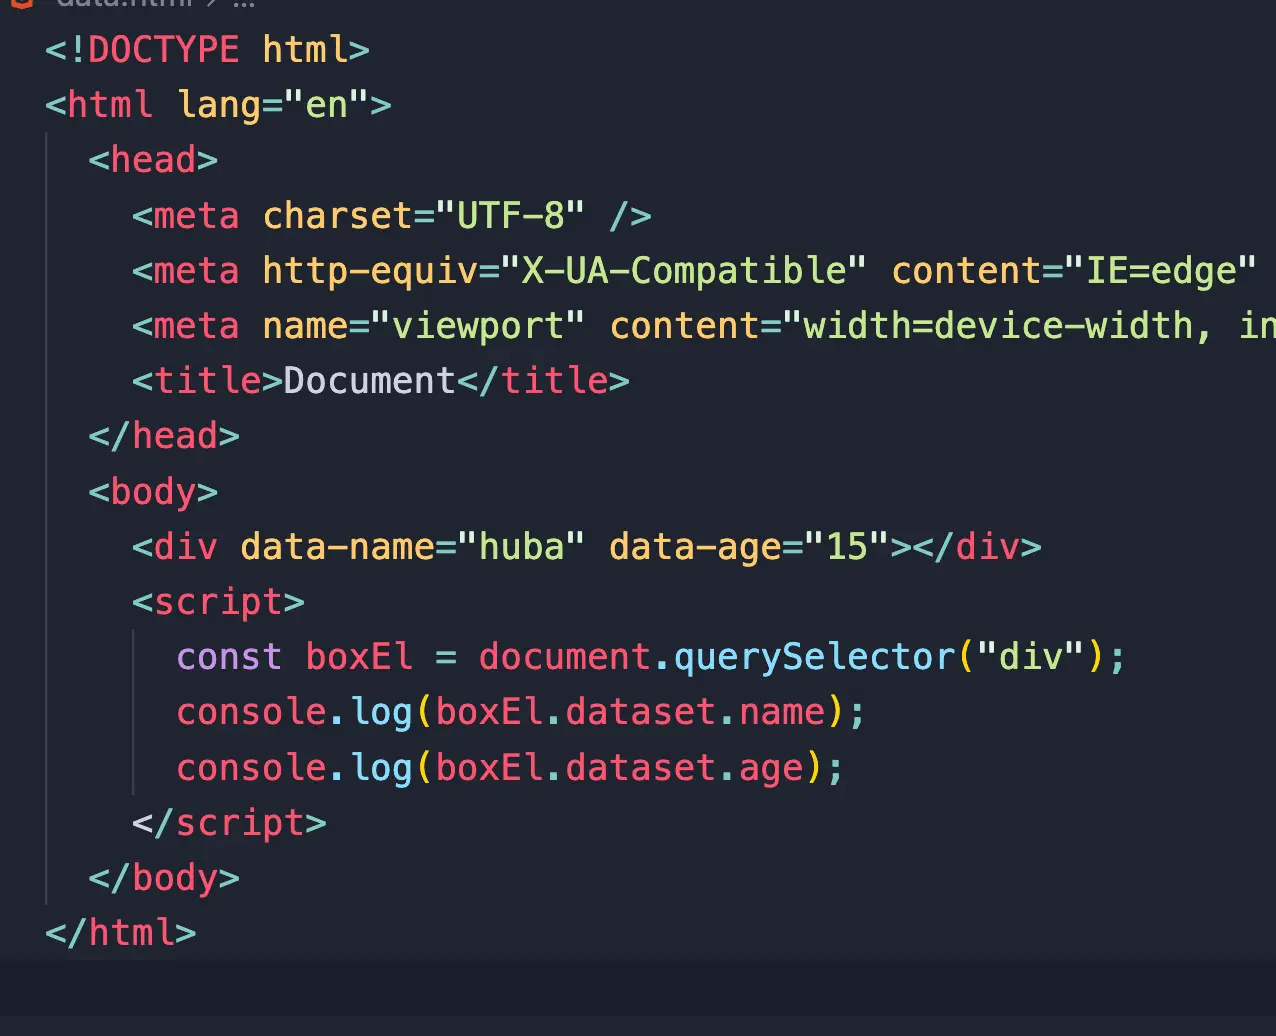 data.html > ...
<!DOCTYPE html>
<html lang="en">
<head>
<meta charset="UTF-8" />
<meta http-equiv="X-UA-Compatible" content="IE=edge"
<meta name="viewport" content="width=device-width, in
<title>Document</title>
</head>
<body>
<div data-name="huba" data-age="15"></div>
<script>
const boxEl = document.querySelector("div");
console.log(boxEl.dataset.name);
console.log(boxEl.dataset.age);
</script>
</body>
</html>